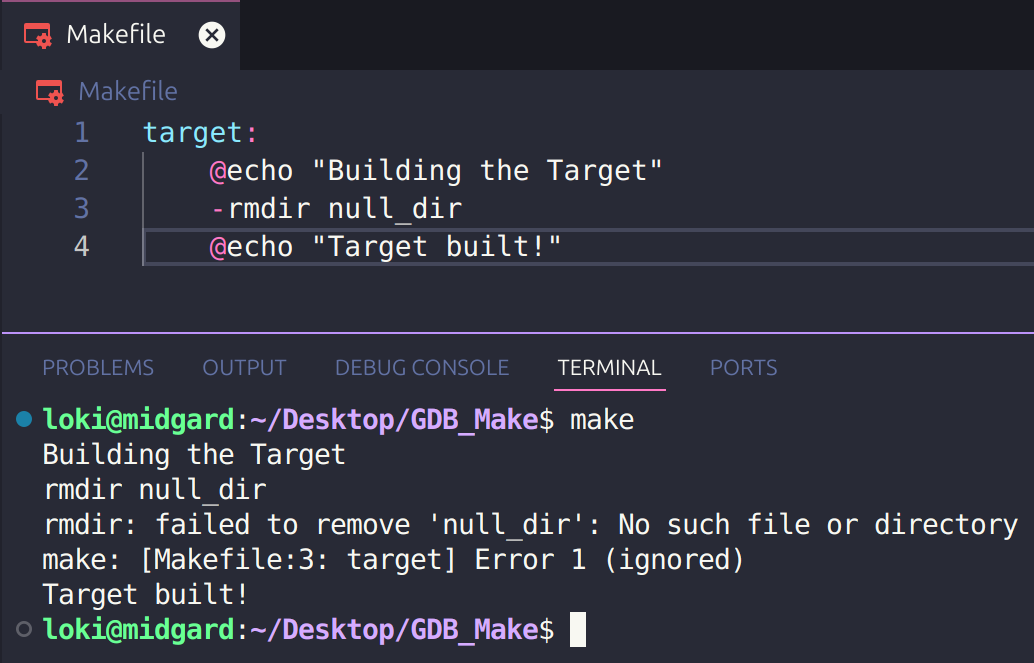 Makefile
Makefile
1 target:
2 @echo "Building the Target"
3 -rmdir null_dir
4 @echo "Target built!"
PROBLEMS OUTPUT DEBUG CONSOLE TERMINAL PORTS
loki@midgard:~/Desktop/GDB_Make$ make
Building the Target
rmdir null_dir
rmdir: failed to remove 'null_dir': No such file or directory
make: [Makefile:3: target] Error 1 (ignored)
Target built!
loki@midgard:~/Desktop/GDB_Make$